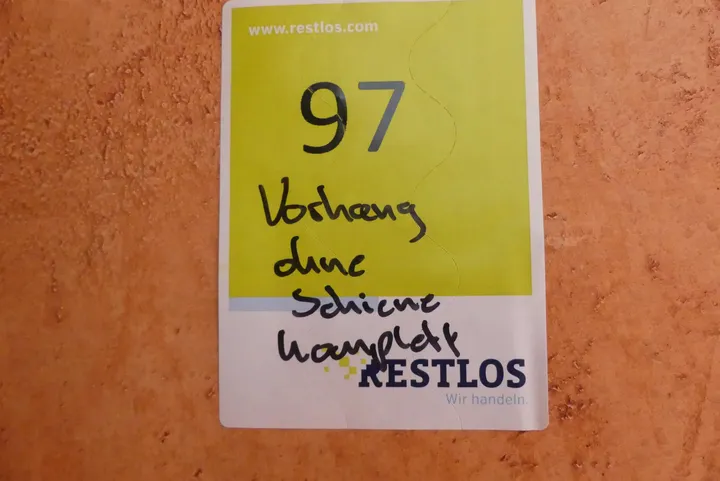 www.restlos.com
97
Vorhang
ohne
Schiene
komplett
RESTLOS
Wir handeln.